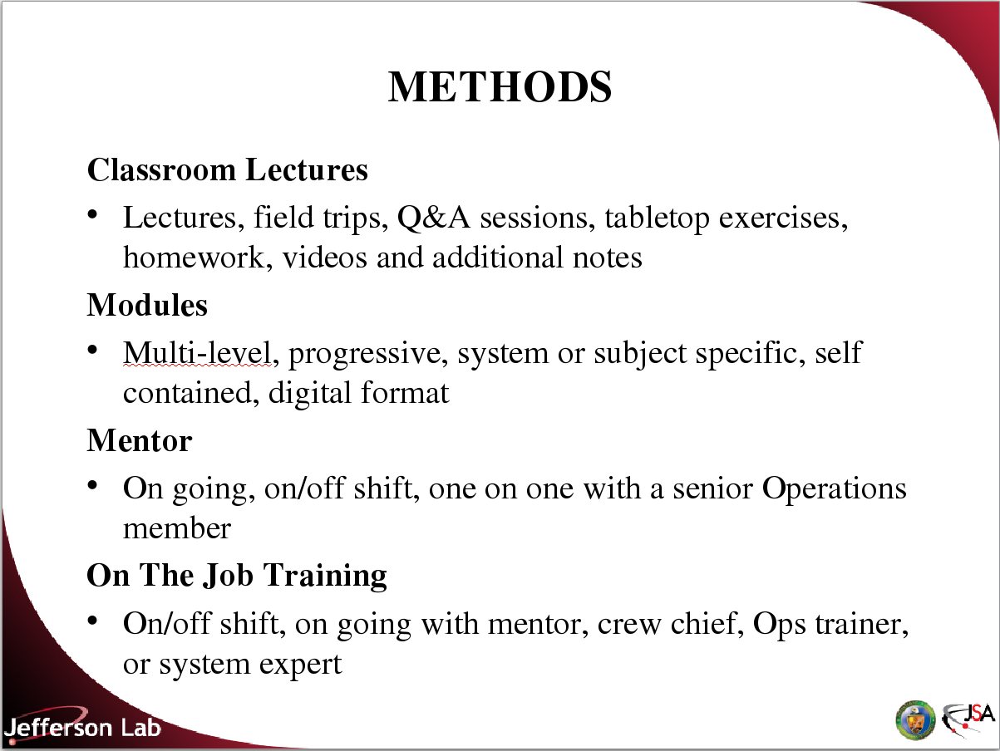 METHODS
Classroom Lectures
• Lectures, field trips, Q&A sessions, tabletop exercises,
homework, videos and additional notes
Modules
• Multi-level, progressive, system or subject specific, self
contained, digital format
Mentor
• On going, on/off shift, one on one with a senior Operations
member
On The Job Training
• On/off shift, on going with mentor, crew chief, Ops trainer,
or system expert
Jefferson Lab
JSA